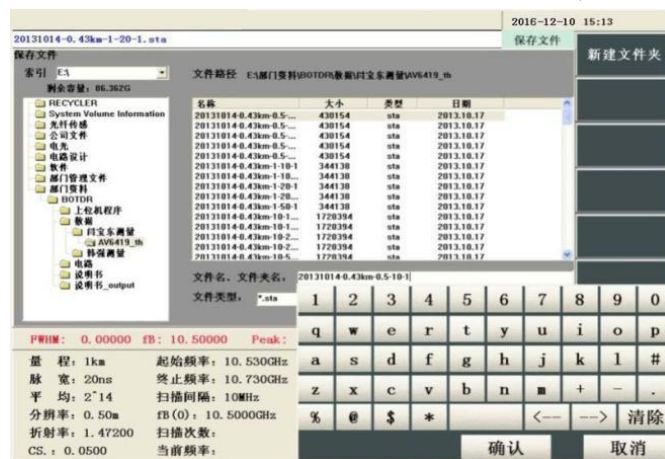 2016-12-10 15:13
20131014-0.43km-1-20-1.sta
保存文件
新建文件夹
保存文件
索引 E:\
文件路径 E:\部门资料\BOTDR\数据\闫宝东测量\AV6419_th
剩余容量: 86.362G
RECYCLER
System Volume Information
光纤传感
公司文件
电光
电路设计
软件
部门管理文件
部门资料
BOTDR
上位机程序
数据
闫宝东测量
AV6419_th
韩强测量
电路
说明书
说明书_output
名称 大小 类型 日期
20131014-0.43km-0.5-... 430154 sta 2013.10.17
20131014-0.43km-0.5-... 430154 sta 2013.10.17
20131014-0.43km-0.5-... 430154 sta 2013.10.17
20131014-0.43km-0.5-... 430154 sta 2013.10.17
20131014-0.43km-1-10-1 344138 sta 2013.10.17
20131014-0.43km-1-10... 344138 sta 2013.10.17
20131014-0.43km-1-20-1 344138 sta 2013.10.17
20131014-0.43km-1-20... 344138 sta 2013.10.17
20131014-0.43km-1-50-1 344138 sta 2013.10.17
20131014-0.43km-10-1... 1720394 sta 2013.10.17
20131014-0.43km-10-1... 1720394 sta 2013.10.17
20131014-0.43km-10-2... 1720394 sta 2013.10.17
20131014-0.43km-10-2... 1720394 sta 2013.10.17
20131014-0.43km-10-5... 1720394 sta 2013.10.17
文件名、文件夹名: 20131014-0.43km-0.5-10-1
文件类型: *.sta
1 2 3 4 5 6 7 8 9 0
q w e r t y u i o p
a s d f g h j k l #
z x c v b n m + - .
% @ $ * <-- --> 清除
确认 取消
FWHM: 0.00000 fB: 10.50000 Peak:
量 程: 1km 起始频率: 10.530GHz
脉 宽: 20ns 终止频率: 10.730GHz
平 均: 2^14 扫描间隔: 10MHz
分辨率: 0.50m fB(0): 10.5000GHz
折射率: 1.47200 扫描次数:
CS.: 0.0500 当前频率: